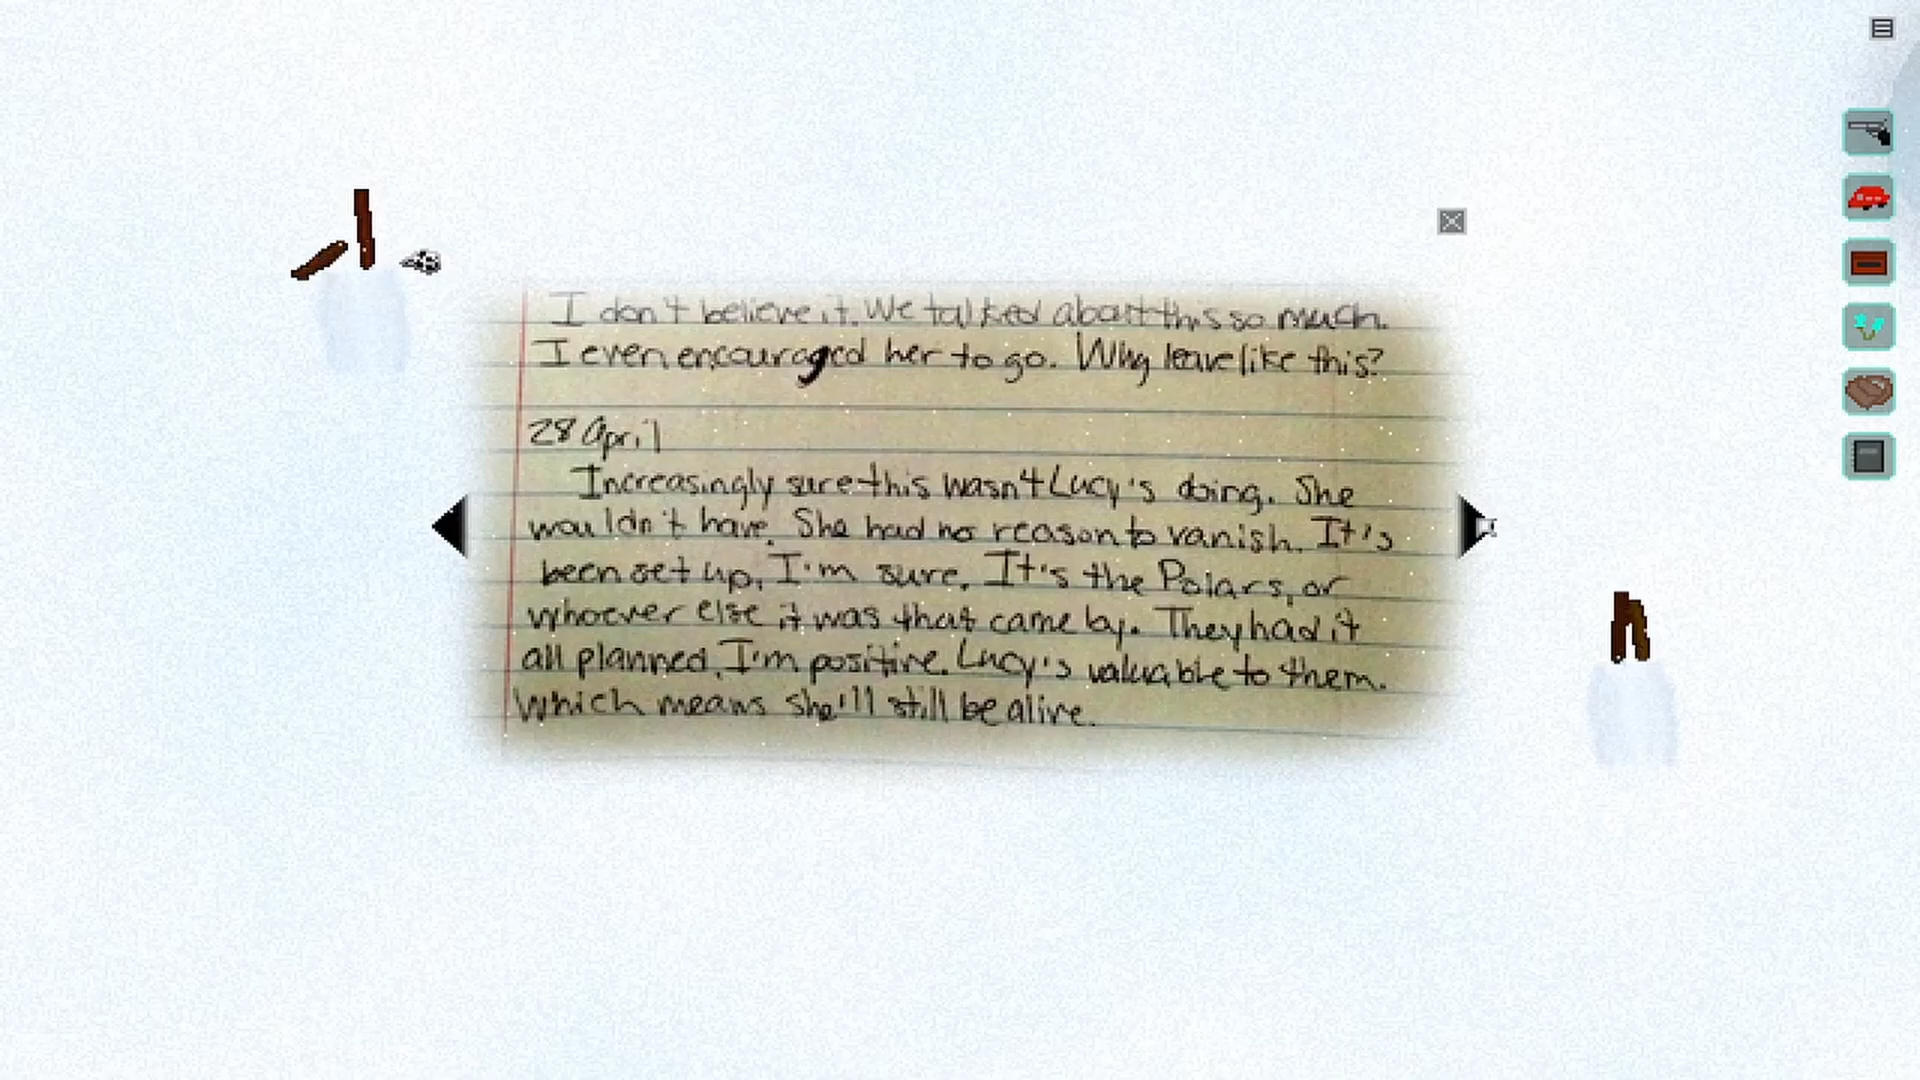 I don't believe it. We talked about this so much.
I even encouraged her to go. Why leave like this?
28 April
Increasingly sure this wasn't Lucy's doing. She
wouldn't have. She had no reason to vanish. It's
been set up, I'm sure. It's the Polars, or
whoever else it was that came by. They had it
all planned, I'm positive. Lucy's valuable to them.
Which means she'll still be alive.